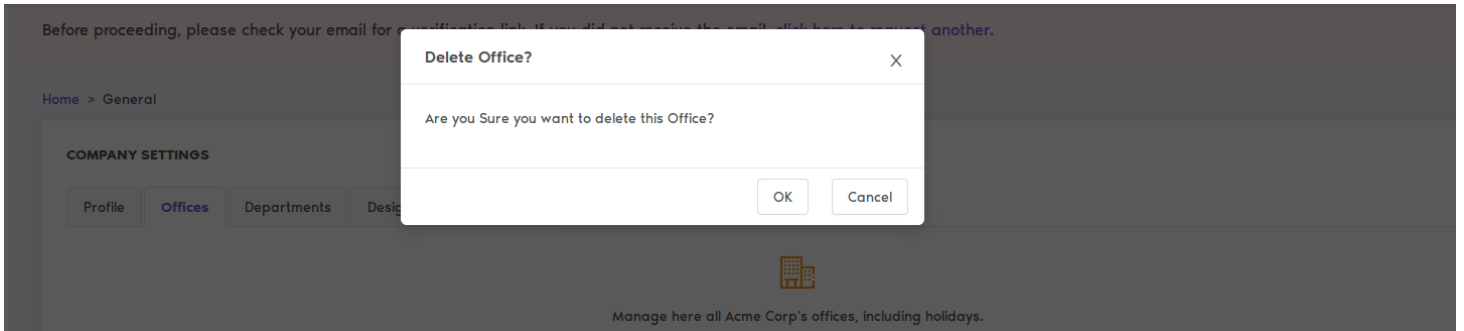 Before proceeding, please check your email for a verification link. If you did not receive the email, click here to request another.
Delete Office?
X
Home > General
Are you Sure you want to delete this Office?
COMPANY SETTINGS
OK Cancel
Profile Offices Departments Desig
Manage here all Acme Corp's offices, including holidays.